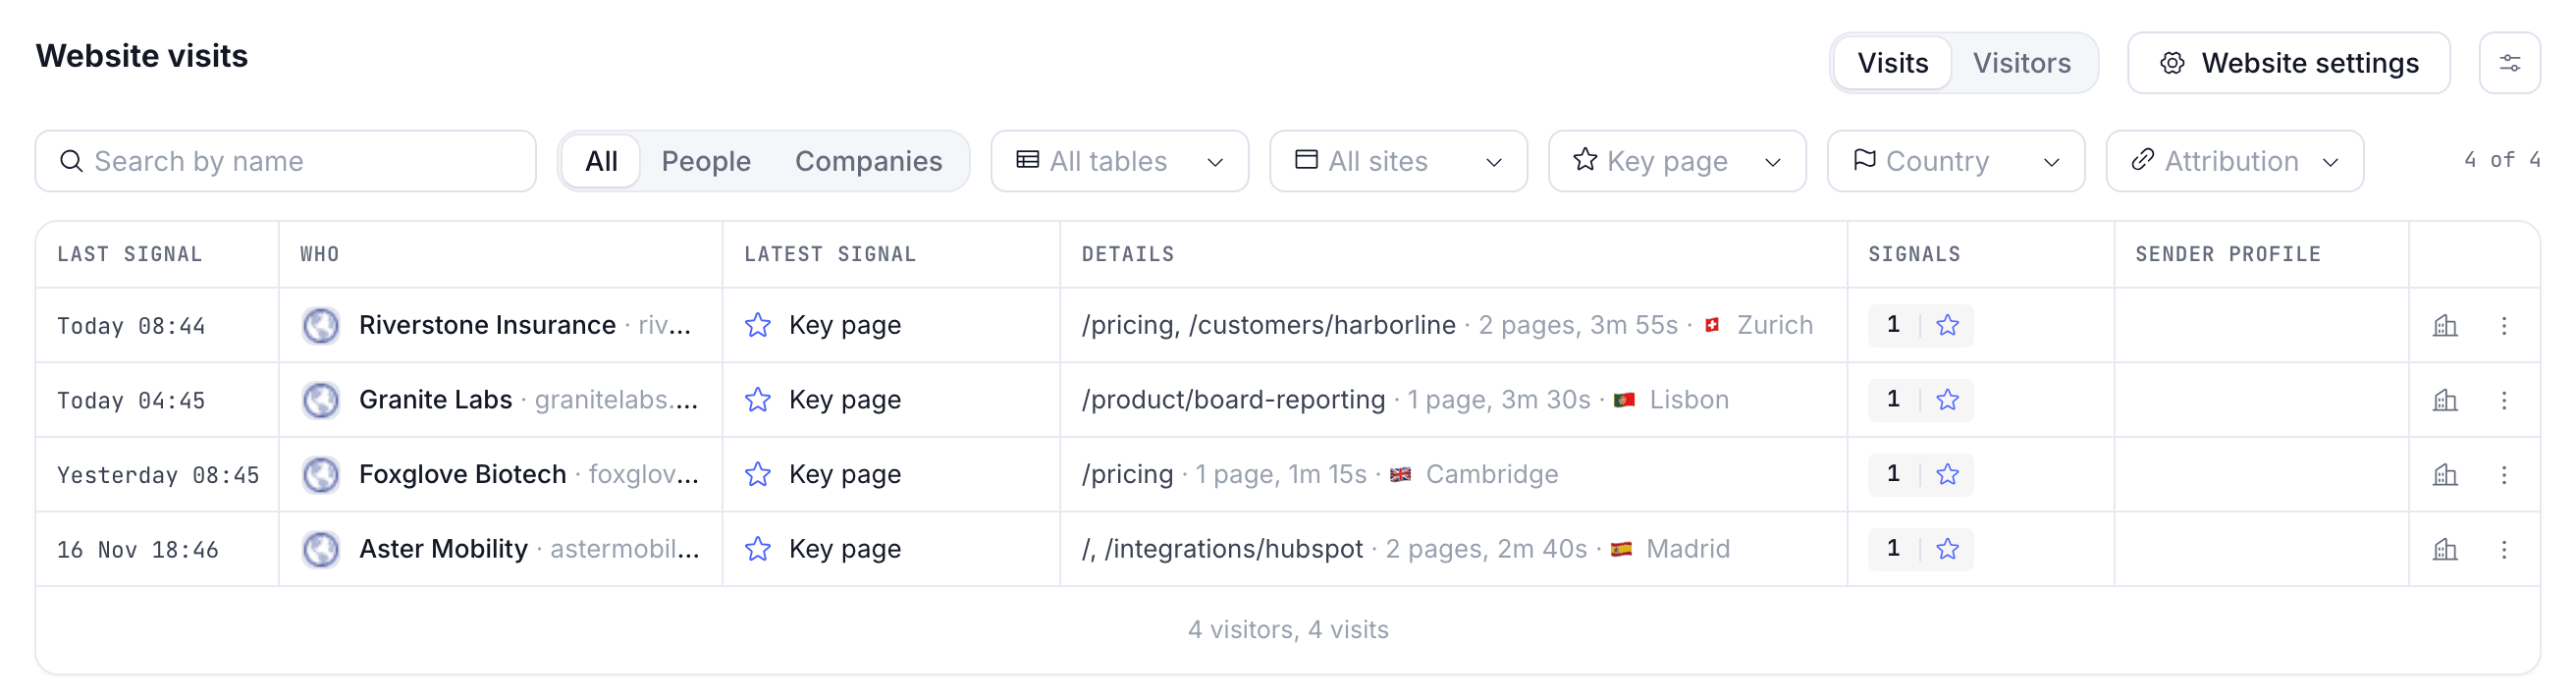 Website visits
Visits Visitors Website settings
Search by name All People Companies All tables All sites Key page Country Attribution 4 of 4
LAST SIGNAL WHO LATEST SIGNAL DETAILS SIGNALS SENDER PROFILE
Today 08:44 Riverstone Insurance · riv... Key page /pricing, /customers/harborline · 2 pages, 3m 55s · Zurich 1
Today 04:45 Granite Labs · granitelabs.... Key page /product/board-reporting · 1 page, 3m 30s · Lisbon 1
Yesterday 08:45 Foxglove Biotech · foxglov... Key page /pricing · 1 page, 1m 15s · Cambridge 1
16 Nov 18:46 Aster Mobility · astermobil... Key page /, /integrations/hubspot · 2 pages, 2m 40s · Madrid 1
4 visitors, 4 visits